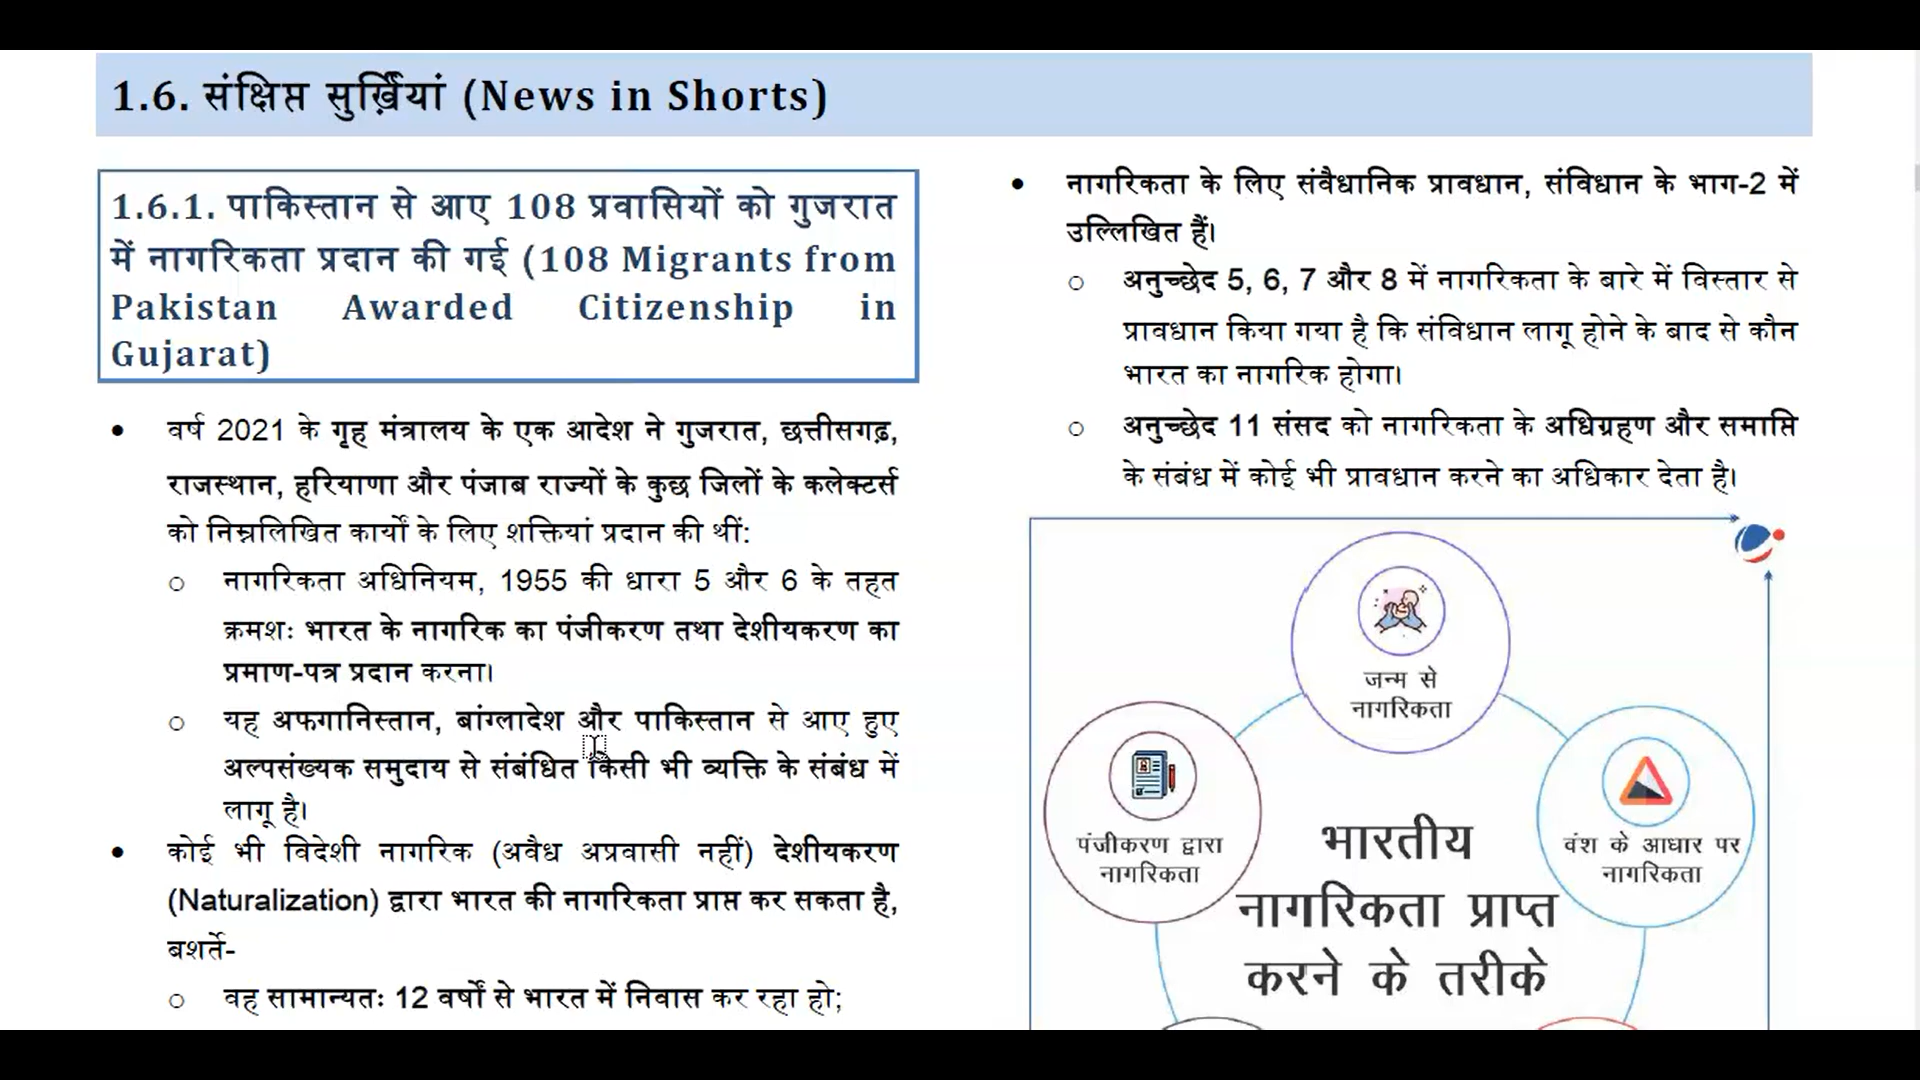 1.6. संक्षिप्त सुर्ख़ियां (News in Shorts)
1.6.1. पाकिस्तान से आए 108 प्रवासियों को गुजरात
में नागरिकता प्रदान की गई (108 Migrants from
Pakistan Awarded Citizenship in
Gujarat)
• वर्ष 2021 के गृह मंत्रालय के एक आदेश ने गुजरात, छत्तीसगढ़,
राजस्थान, हरियाणा और पंजाब राज्यों के कुछ जिलों के कलेक्टर्स
को निम्नलिखित कार्यों के लिए शक्तियां प्रदान की थीं:
o नागरिकता अधिनियम, 1955 की धारा 5 और 6 के तहत
क्रमशः भारत के नागरिक का पंजीकरण तथा देशीयकरण का
प्रमाण-पत्र प्रदान करना।
o यह अफगानिस्तान, बांग्लादेश और पाकिस्तान से आए हुए
अल्पसंख्यक समुदाय से संबंधित किसी भी व्यक्ति के संबंध में
लागू है।
• कोई भी विदेशी नागरिक (अवैध अप्रवासी नहीं) देशीयकरण
(Naturalization) द्वारा भारत की नागरिकता प्राप्त कर सकता है,
बशर्ते-
o वह सामान्यतः 12 वर्षों से भारत में निवास कर रहा हो;
• नागरिकता के लिए संवैधानिक प्रावधान, संविधान के भाग-2 में
उल्लिखित हैं।
o अनुच्छेद 5, 6, 7 और 8 में नागरिकता के बारे में विस्तार से
प्रावधान किया गया है कि संविधान लागू होने के बाद से कौन
भारत का नागरिक होगा।
o अनुच्छेद 11 संसद को नागरिकता के अधिग्रहण और समाप्ति
के संबंध में कोई भी प्रावधान करने का अधिकार देता है।
जन्म से
नागरिकता
पंजीकरण द्वारा
नागरिकता
वंश के आधार पर
नागरिकता
भारतीय
नागरिकता प्राप्त
करने के तरीके